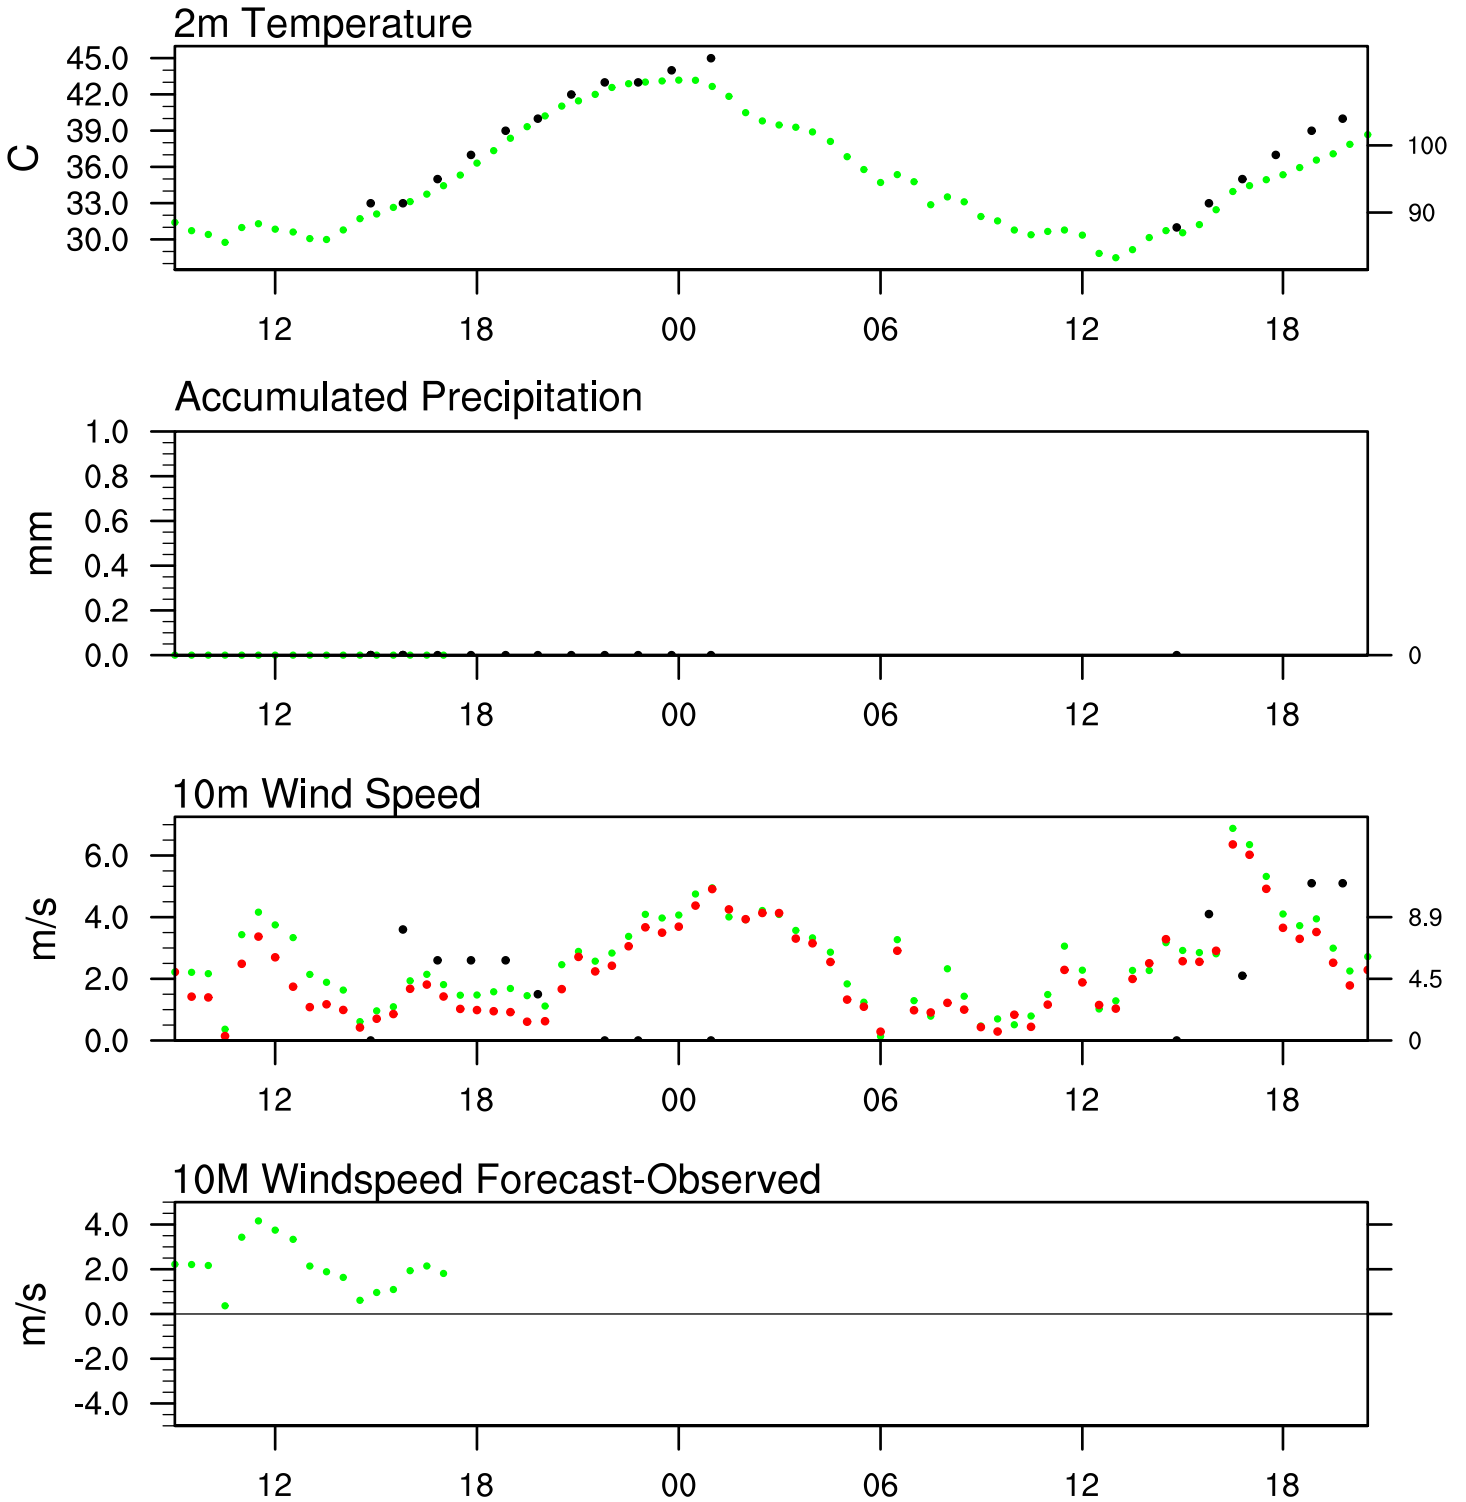 2m Temperature
45.0
42.0
39.0
36.0
33.0
30.0
C
100
90
12 18 00 06 12 18
Accumulated Precipitation
1.0
0.8
0.6
0.4
0.2
0.0
mm
0
12 18 00 06 12 18
10m Wind Speed
6.0
4.0
2.0
0.0
m/s
8.9
4.5
0
12 18 00 06 12 18
10M Windspeed Forecast-Observed
4.0
2.0
0.0
-2.0
-4.0
m/s
12 18 00 06 12 18